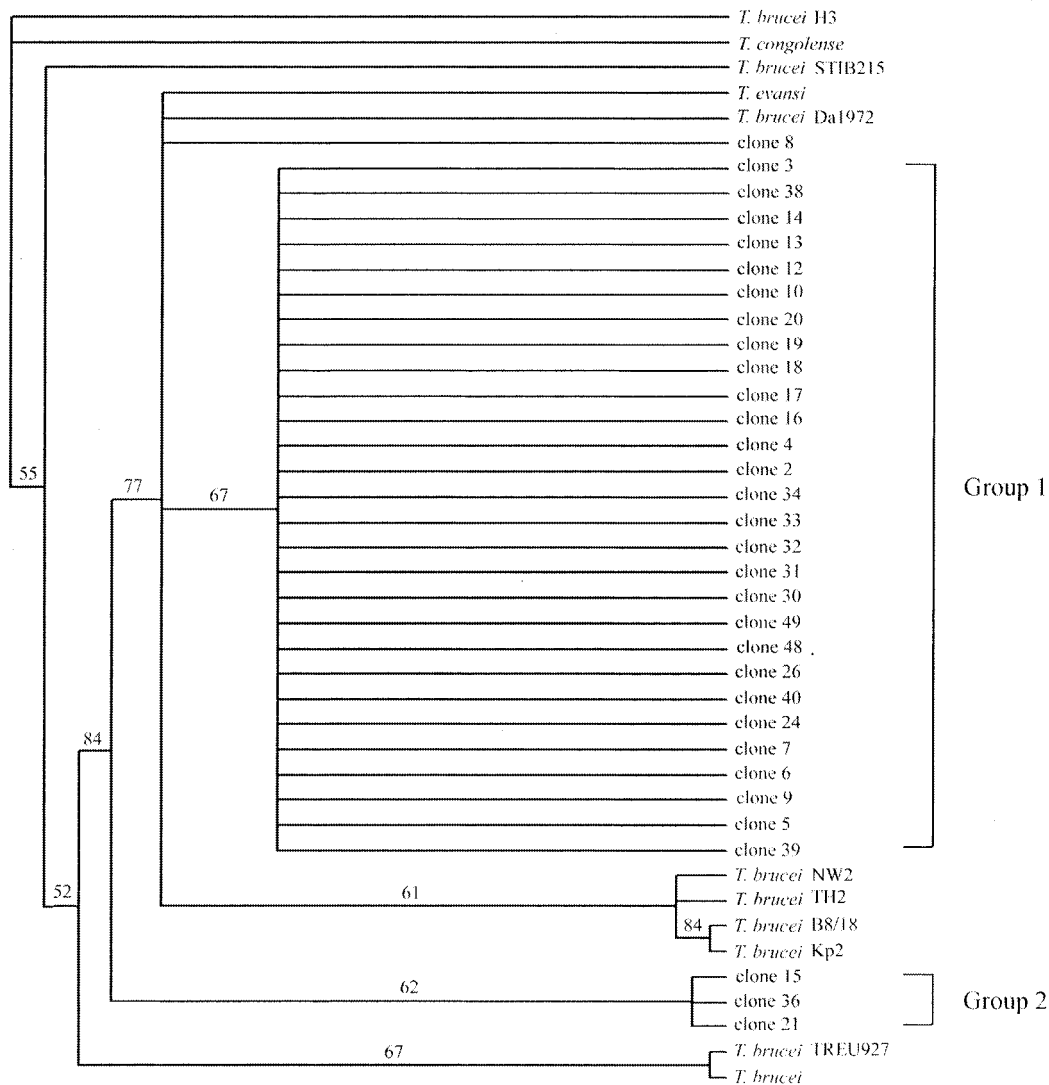 T. brucei H3
T. congolense
T. brucei STIB215
T. evansi
T. brucei Da1972
clone 8
clone 3
clone 38
clone 14
clone 13
clone 12
clone 10
clone 20
clone 19
clone 18
clone 17
clone 16
clone 4
55
77
clone 2
67
Group 1
clone 34
clone 33
clone 32
clone 31
clone 30
clone 49
clone 48
clone 26
clone 40
clone 24
84
clone 7
clone 6
clone 9
clone 5
clone 39
52
61
T. brucei NW2
T. brucei TH2
84
T. brucei B8/18
T. brucei Kp2
clone 15
62
clone 36
Group 2
clone 21
67
T. brucei TREU927
T. brucei